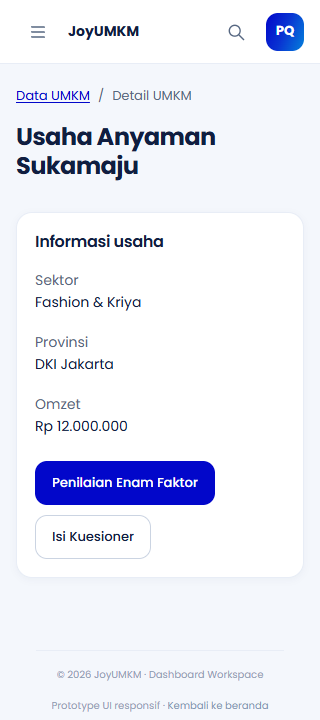 JoyUMKM
PQ
Data UMKM / Detail UMKM
Usaha Anyaman
Sukamaju
Informasi usaha
Sektor
Fashion & Kriya
Provinsi
DKI Jakarta
Omzet
Rp 12.000.000
Penilaian Enam Faktor
Isi Kuesioner
© 2026 JoyUMKM · Dashboard Workspace
Prototype UI responsif · Kembali ke beranda